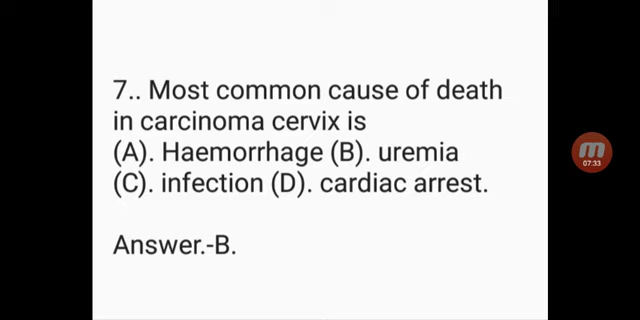 7.. Most common cause of death
in carcinoma cervix is
(A). Haemorrhage (B). uremia
(C). infection (D). cardiac arrest.
Answer.-B.
07:33